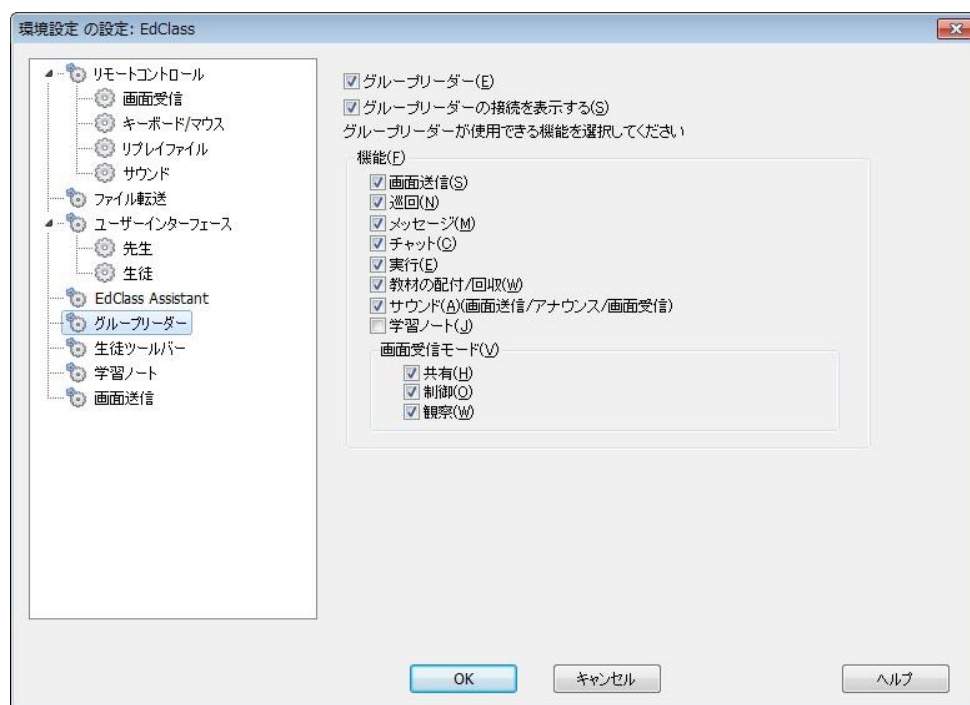 環境設定 の設定: EdClass
リモートコントロール
画面受信
キーボード/マウス
リプレイファイル
サウンド
ファイル転送
ユーザーインターフェース
先生
生徒
EdClass Assistant
グループリーダー
生徒ツールバー
学習ノート
画面送信
グループリーダー(E)
グループリーダーの接続を表示する(S)
グループリーダーが使用できる機能を選択してください
機能(F)
画面送信(S)
巡回(N)
メッセージ(M)
チャット(C)
実行(E)
教材の配付/回収(W)
サウンド(A)(画面送信/アナウンス/画面受信)
学習ノート(J)
画面受信モード(V)
共有(H)
制御(O)
観察(W)
OK
キャンセル
ヘルプ